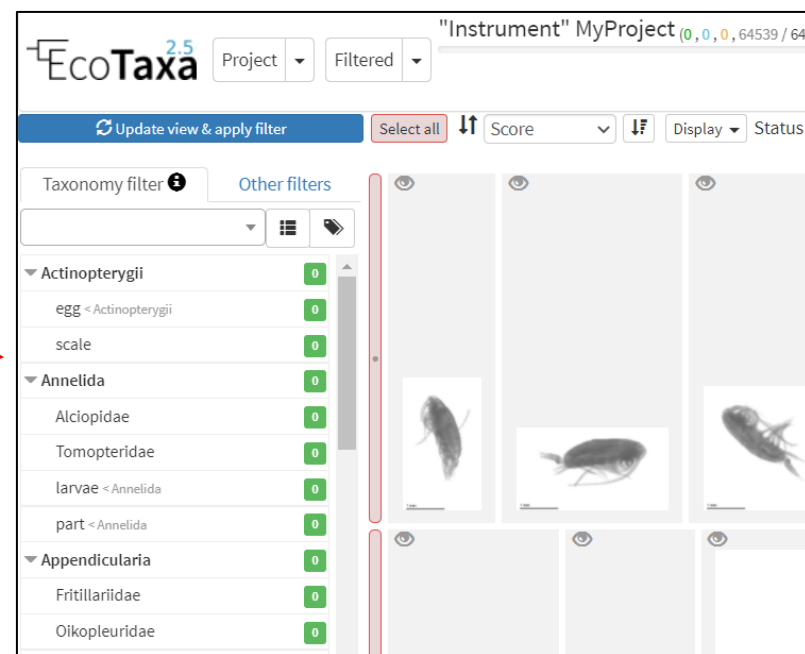 "Instrument" MyProject (0, 0, 0, 64539 / 64
EcoTaxa 2.5 Project Filtered
Update view & apply filter Select all Score Display Status
Taxonomy filter Other filters
Actinopterygii 0
egg < Actinopterygii 0
scale 0
Annelida 0
Alciopidae 0
Tomopteridae 0
larvae < Annelida 0
part < Annelida 0
Appendicularia 0
Fritillariidae 0
Oikopleuridae 0